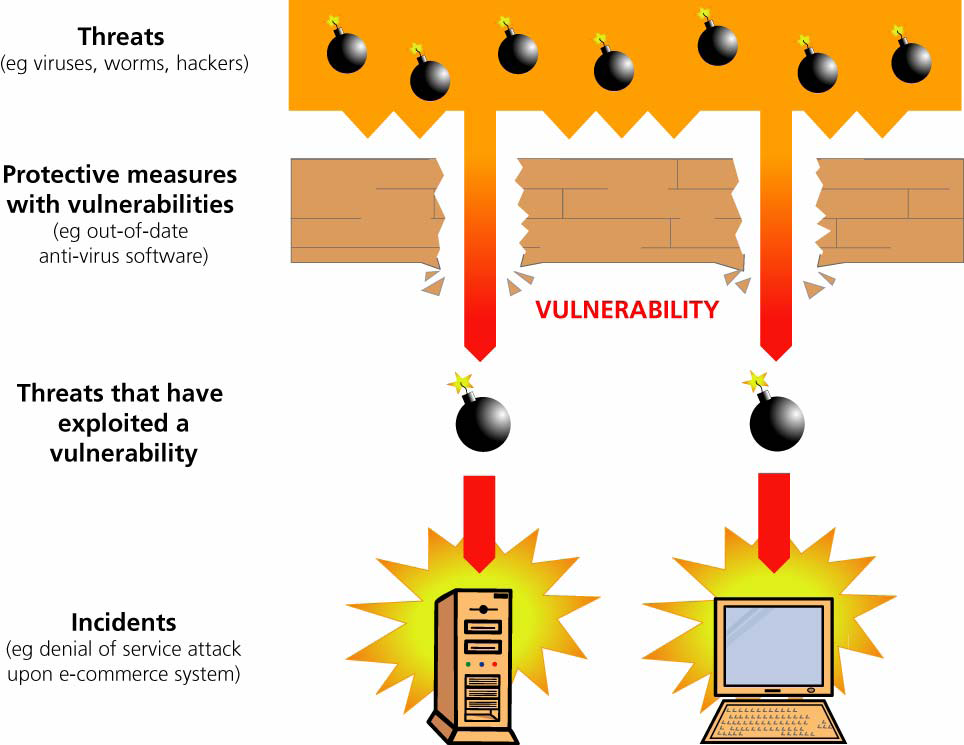 Threats
(eg viruses, worms, hackers)
Protective measures
with vulnerabilities
(eg out-of-date
anti-virus software)
VULNERABILITY
Threats that have
exploited a
vulnerability
Incidents
(eg denial of service attack
upon e-commerce system)